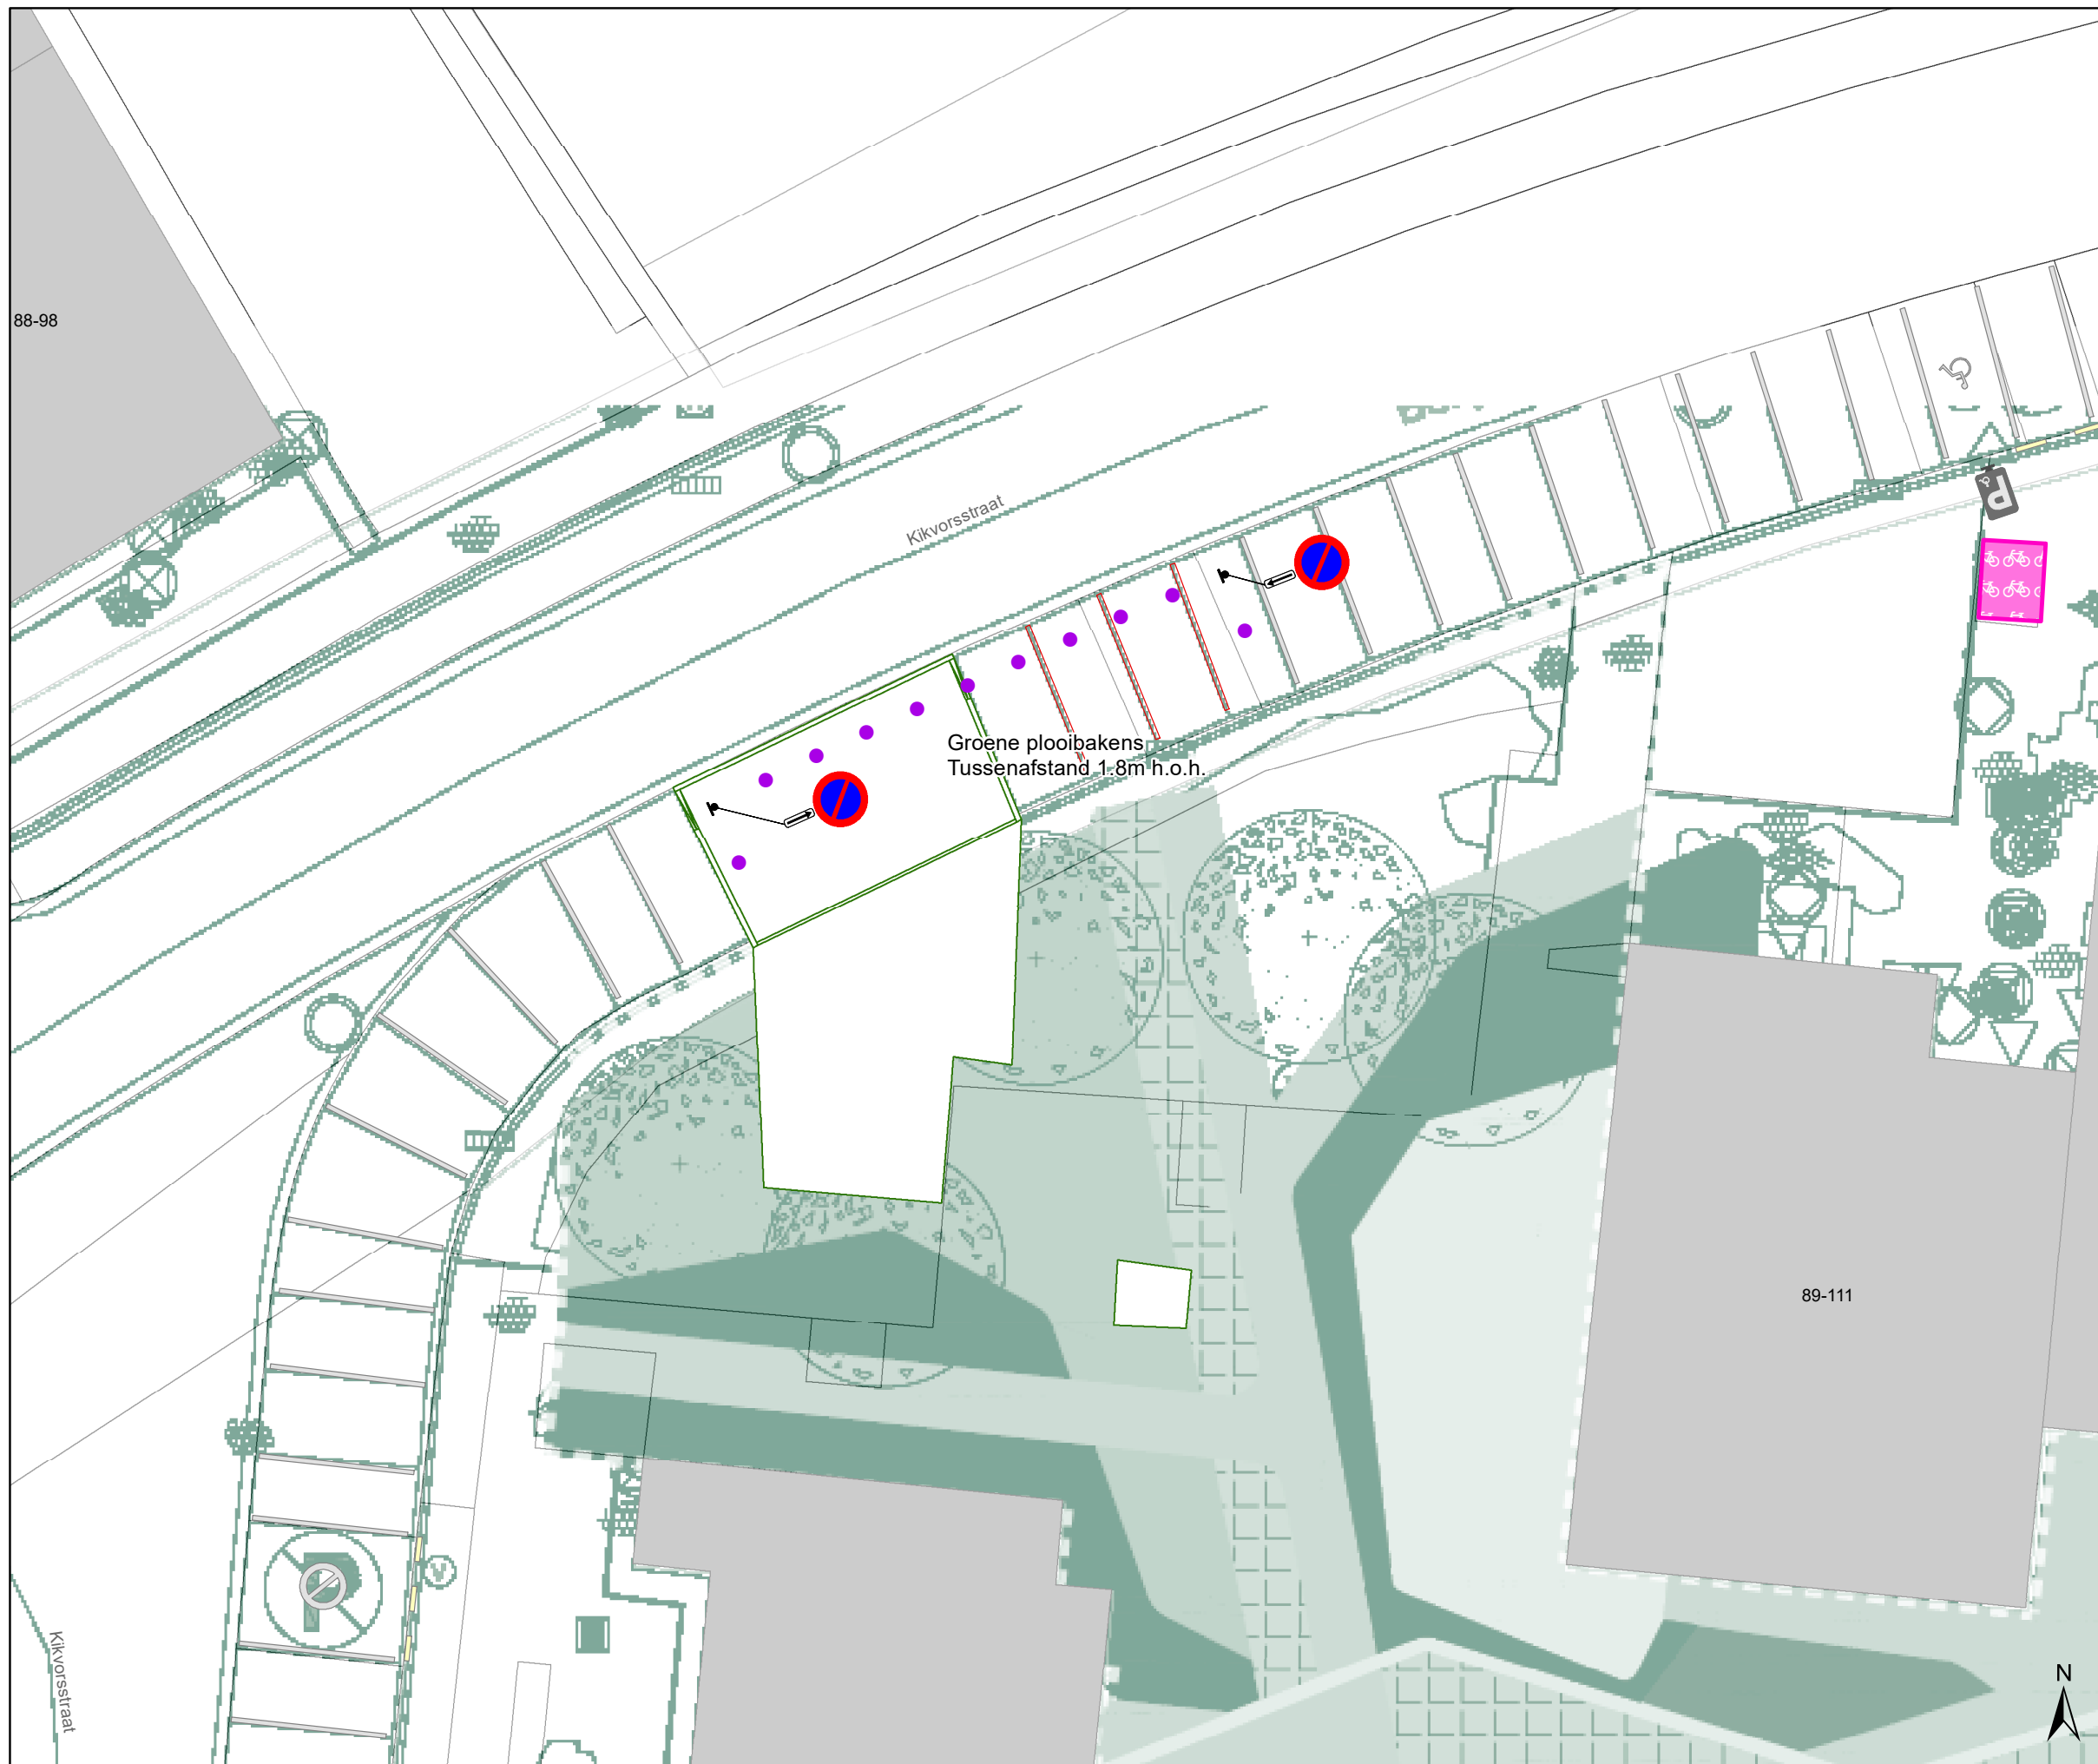 88-98
Kikvorsstraat
P
Groene plooibakens
Tussenafstand 1.8m h.o.h.
89-111
Kikvorsstraat
N